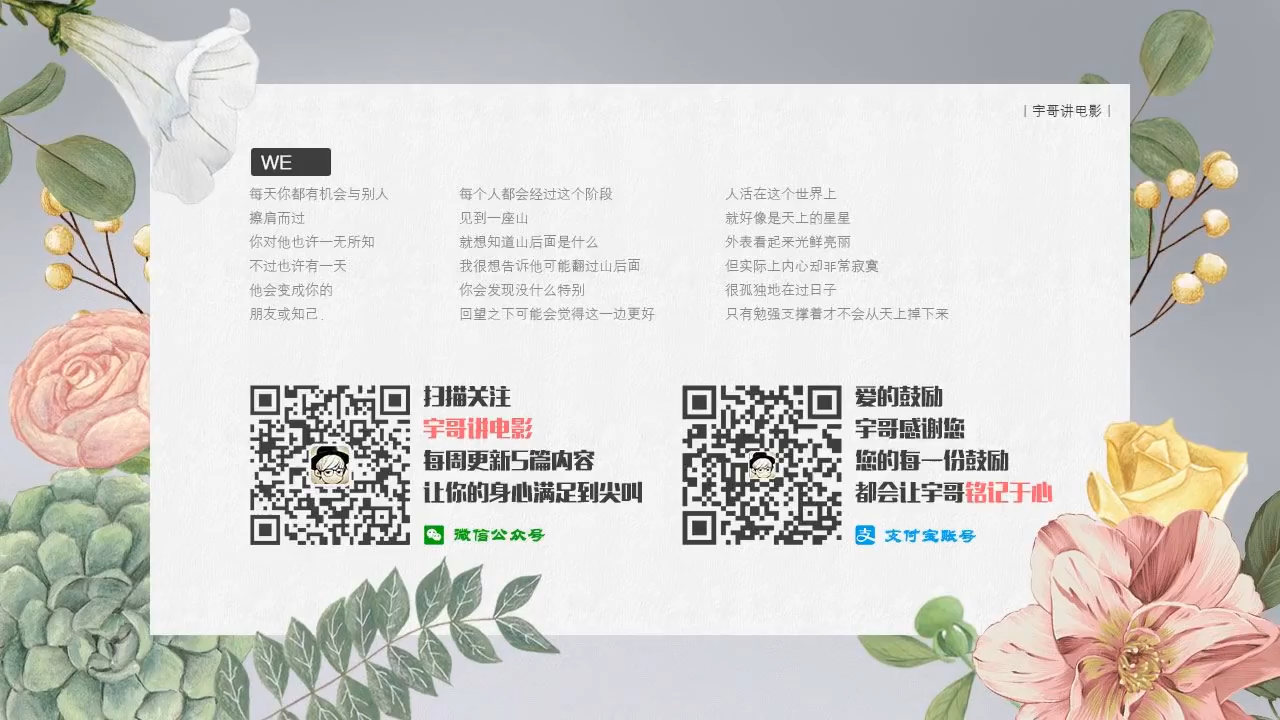 | 宇哥讲电影 |
WE
每天你都有机会与别人
擦肩而过
你对他也许一无所知
不过也许有一天
他会变成你的
朋友或知己.
每个人都会经过这个阶段
见到一座山
就想知道山后面是什么
我很想告诉他可能翻过山后面
你会发现没什么特别
回望之下可能会觉得这一边更好
人活在这个世界上
就好像是天上的星星
外表看起来光鲜亮丽
但实际上内心却非常寂寞
很孤独地在过日子
只有勉强支撑着才不会从天上掉下来
扫描关注
宇哥讲电影
每周更新5篇内容
让你的身心满足到尖叫
微信公众号
爱的鼓励
宇哥感谢您
您的每一份鼓励
都会让宇哥铭记于心
支 支付宝账号